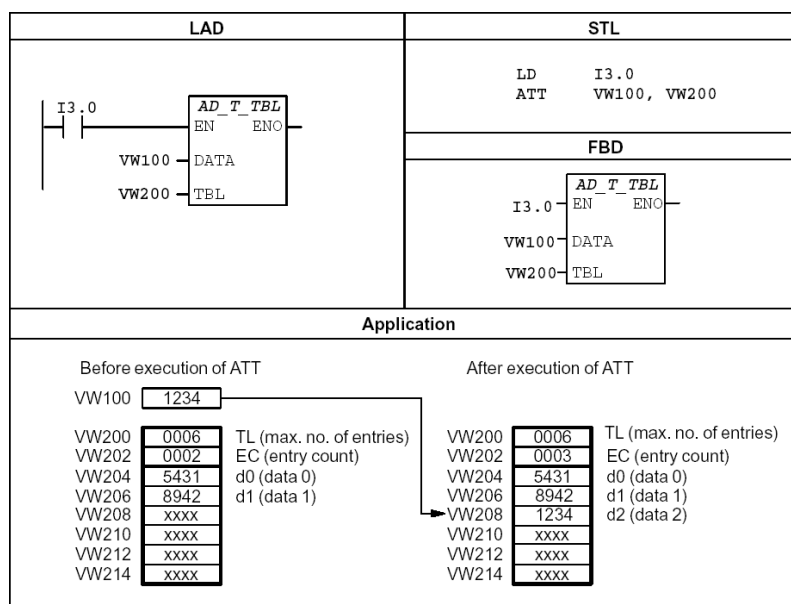 LAD
I3.0
AD_T_TBL
EN ENO
VW100 DATA
VW200 TBL
STL
LD I3.0
ATT VW100, VW200
FBD
AD_T_TBL
I3.0 EN ENO
VW100 DATA
VW200 TBL
Application
Before execution of ATT
VW100 1234
VW200 0006 TL (max. no. of entries)
VW202 0002 EC (entry count)
VW204 5431 d0 (data 0)
VW206 8942 d1 (data 1)
VW208 xxxx
VW210 xxxx
VW212 xxxx
VW214 xxxx
After execution of ATT
VW200 0006 TL (max. no. of entries)
VW202 0003 EC (entry count)
VW204 5431 d0 (data 0)
VW206 8942 d1 (data 1)
VW208 1234 d2 (data 2)
VW210 xxxx
VW212 xxxx
VW214 xxxx